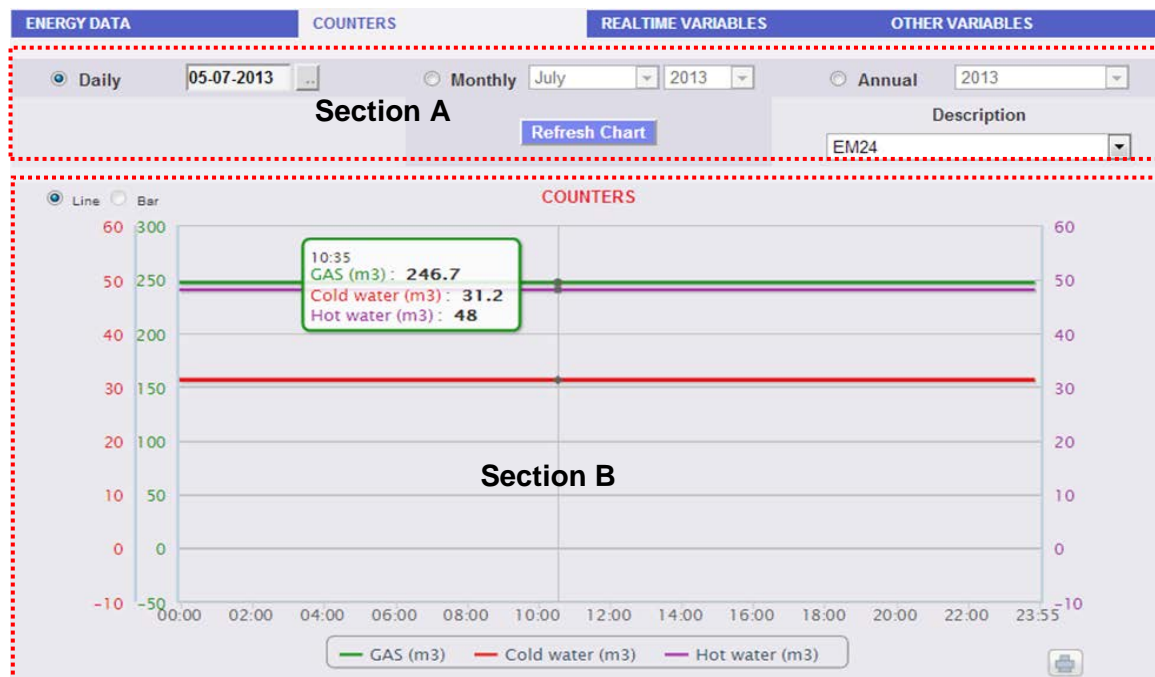 ENERGY DATA COUNTERS REALTIME VARIABLES OTHER VARIABLES
Daily 05-07-2013 .. Monthly July 2013 Annual 2013
Section A Description
Refresh Chart
EM24
Line Bar COUNTERS
60 300 60
10:35
GAS (m3) : 246.7
50 250 50
Cold water (m3) : 31.2
Hot water (m3) : 48
40 200 40
30 150 30
20 100 20
Section B
10 50 10
0 0 0
-10 -50 -10
00:00 02:00 04:00 06:00 08:00 10:00 12:00 14:00 16:00 18:00 20:00 22:00 23:55
GAS (m3) Cold water (m3) Hot water (m3)